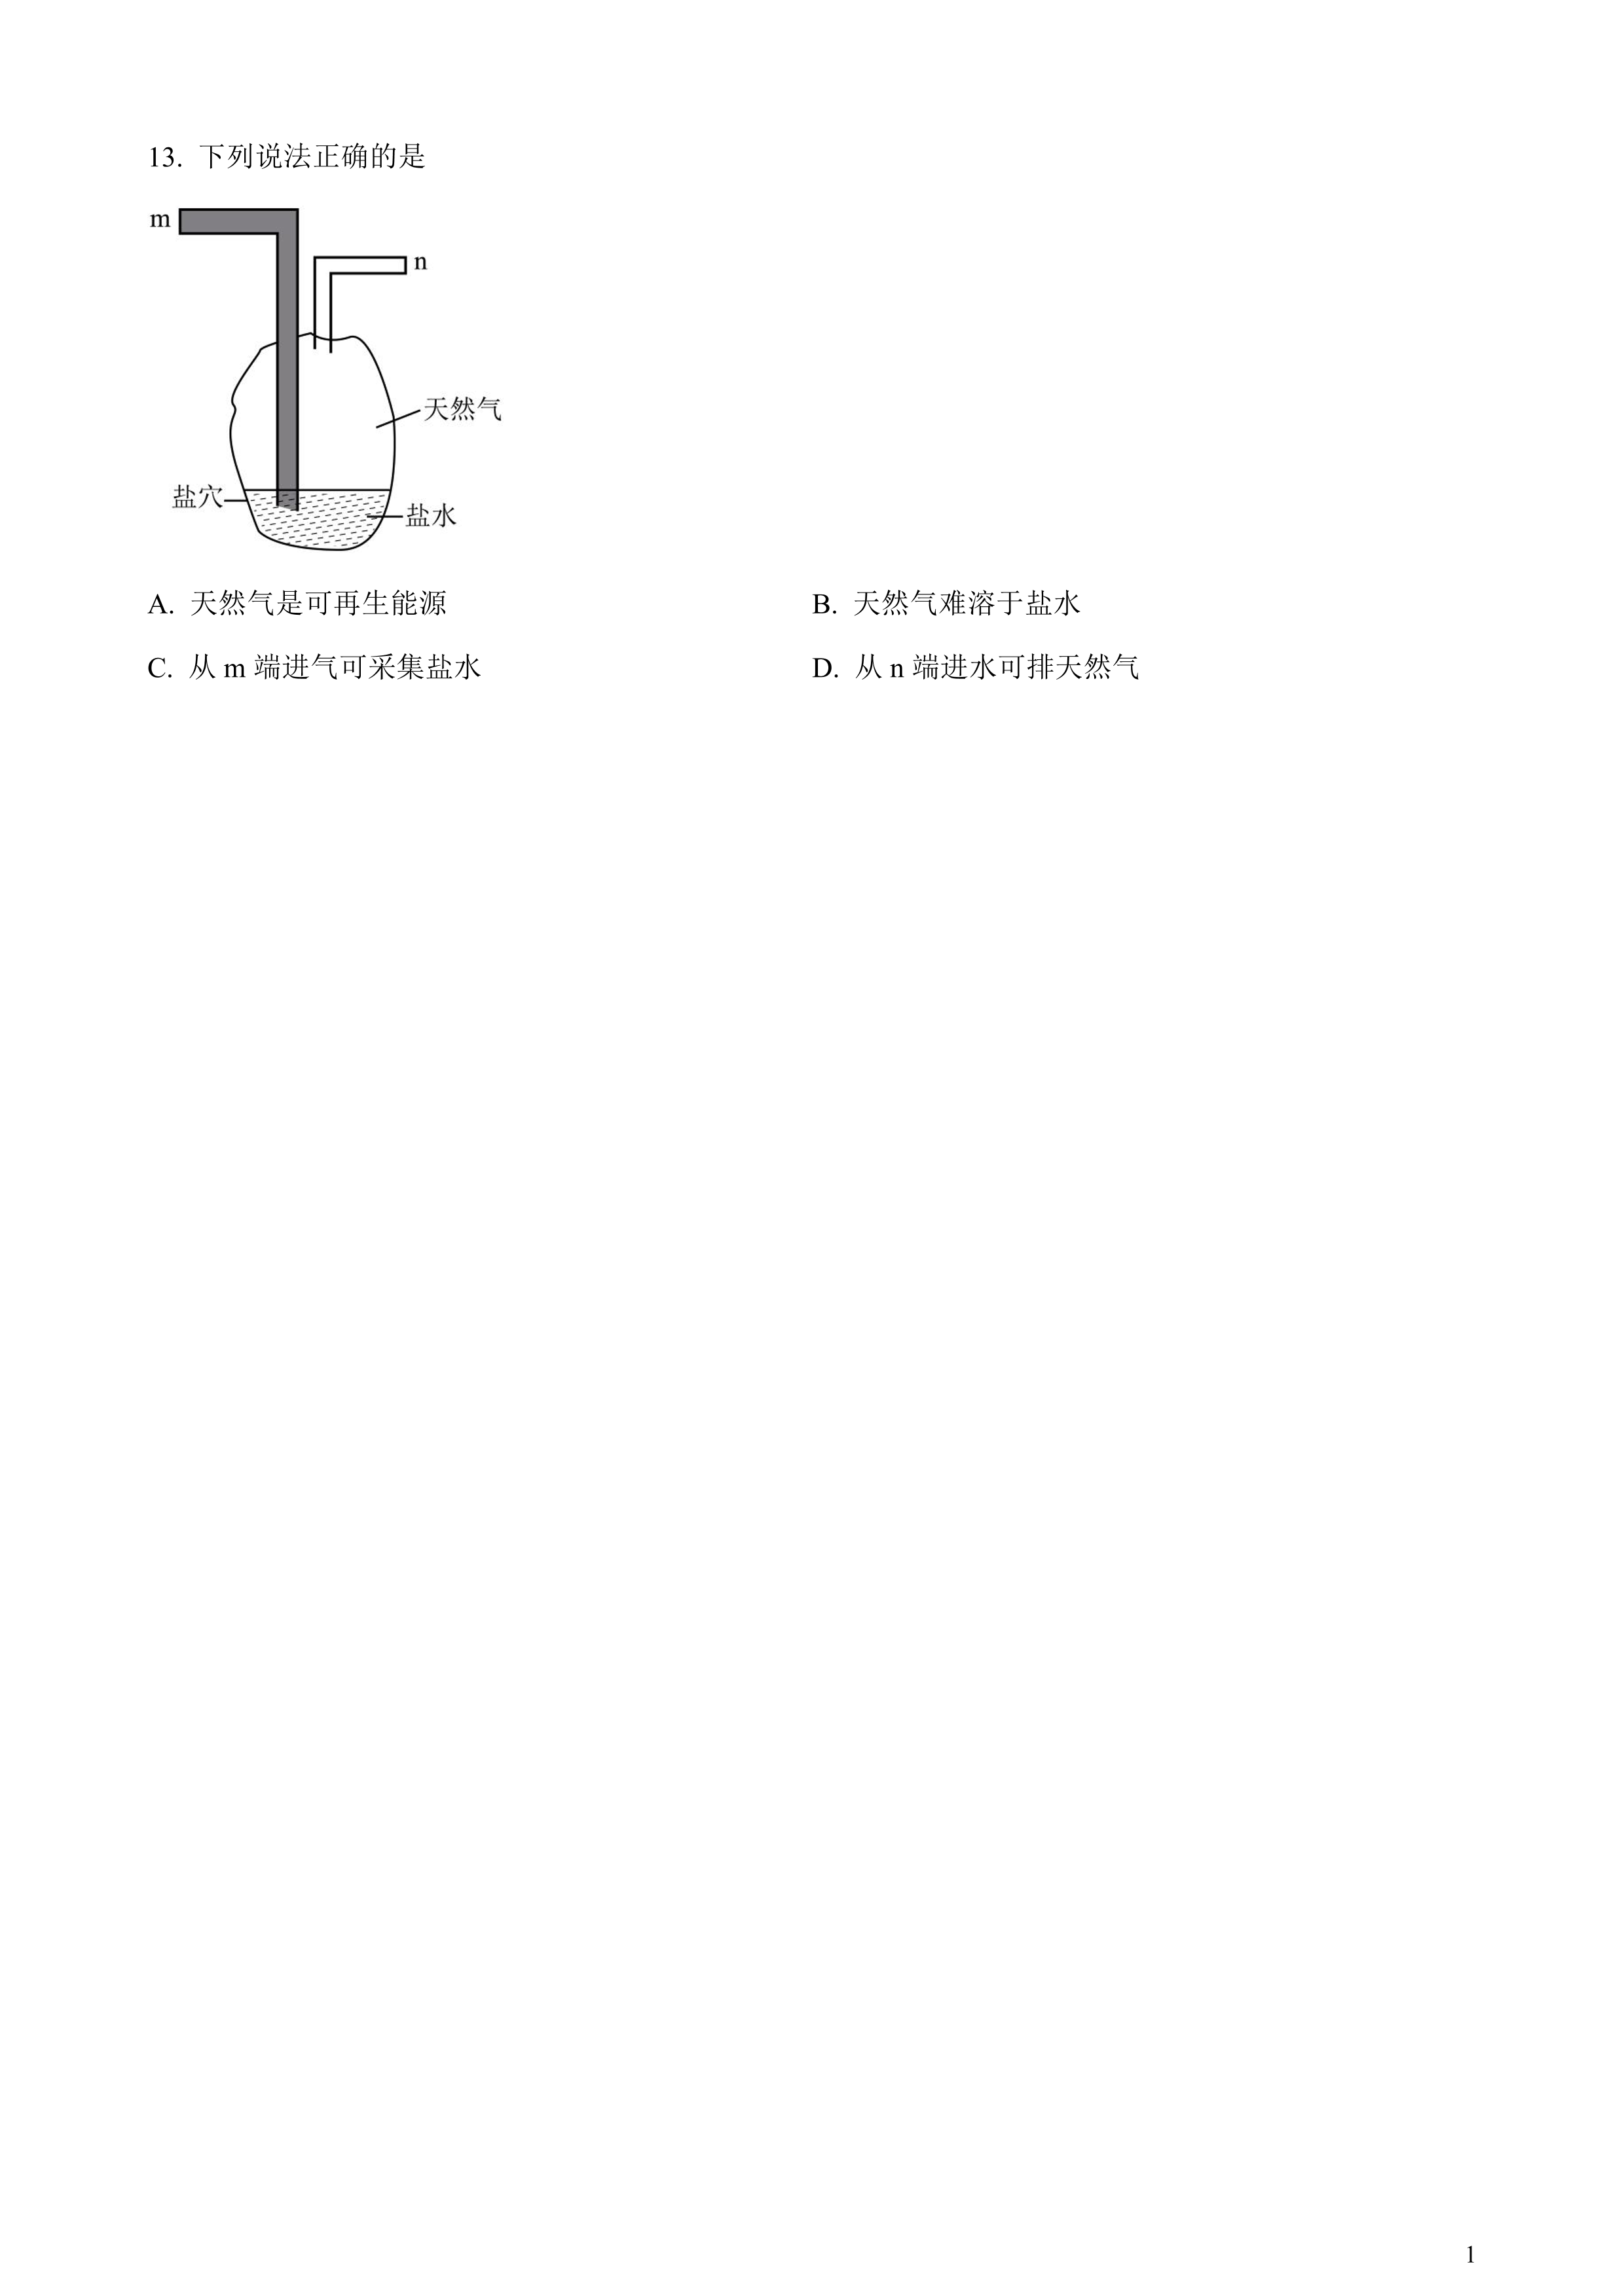 13. 下列说法正确的是
m
n
天然气
盐穴
盐水
A. 天然气是可再生能源 B. 天然气难溶于盐水
C. 从 m 端进气可采集盐水 D. 从 n 端进水可排天然气
1